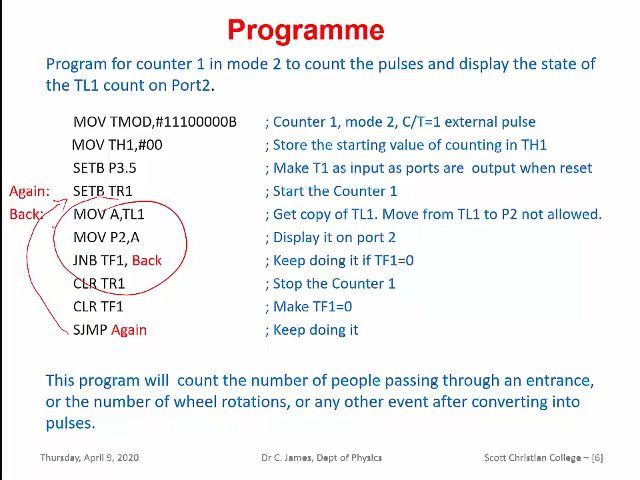 Programme
Program for counter 1 in mode 2 to count the pulses and display the state of
the TL1 count on Port2.
MOV TMOD,#11100000B ; Counter 1, mode 2, C/T=1 external pulse
MOV TH1,#00 ; Store the starting value of counting in TH1
SETB P3.5 ; Make T1 as input as ports are output when reset
Again: SETB TR1 ; Start the Counter 1
Back: MOV A,TL1 ; Get copy of TL1. Move from TL1 to P2 not allowed.
MOV P2,A ; Display it on port 2
JNB TF1, Back ; Keep doing it if TF1=0
CLR TR1 ; Stop the Counter 1
CLR TF1 ; Make TF1=0
SJMP Again ; Keep doing it
This program will count the number of people passing through an entrance,
or the number of wheel rotations, or any other event after converting into
pulses.
Thursday, April 9, 2020 Dr C. James, Dept of Physics Scott Christian College – [6]